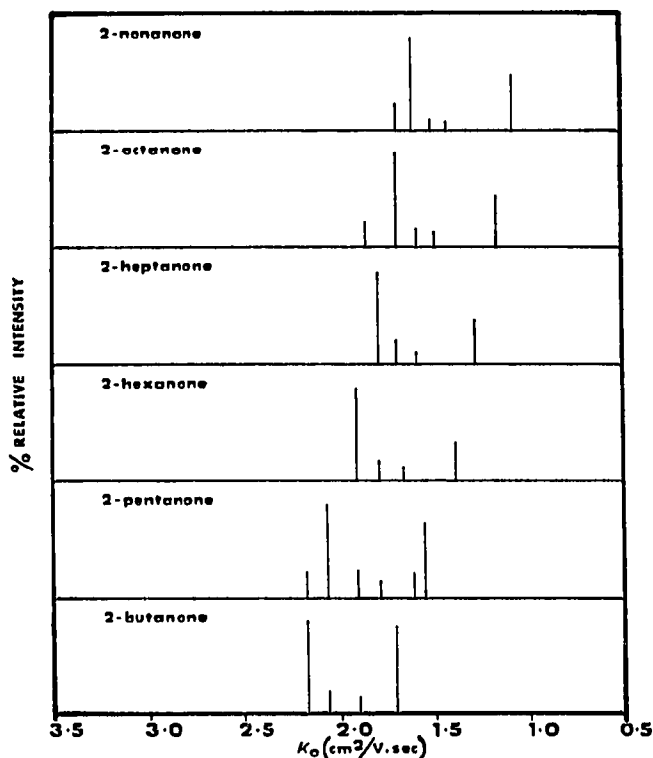 2-nonanone
2-octanone
2-heptanone
2-hexanone
2-pentanone
2-butanone
% RELATIVE INTENSITY
3.5 3.0 2.5 2.0 1.5 1.0 0.5
K₀(cm²/V.sec)